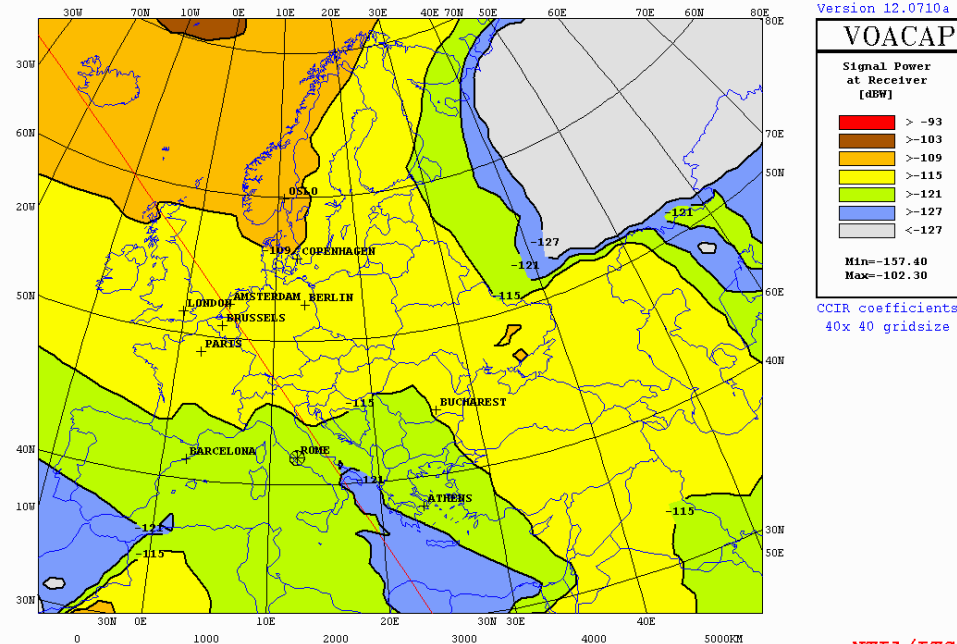 30W 20W 10W 0E 10E 20E 30E 40E 70N 50E 60E 70E 80E
Version 12.0710a
80E
VOACAP
30W
Signal Power
at Receiver
[dBW]
> -93
>-103
60N
>-109
70E
>-115
50N
>-121
OSLO
20W
>-127
-121
<-127
-127
-109
COPENHAGEN
-121
Min=-157.40
Max=-102.30
50N
-115
60E
AMSTERDAM
BERLIN
LONDON
CCIR coefficients
BRUSSELS
40x 40 gridsize
PARIS
40N
-115
BUCHAREST
40N
BARCELONA
ROME
-121
ATHENS
10W
-115
-121
30N
-115
50E
30N
30N 0E 10E 20E 30N 30E 40E
0 1000 2000 3000 4000 5000KM